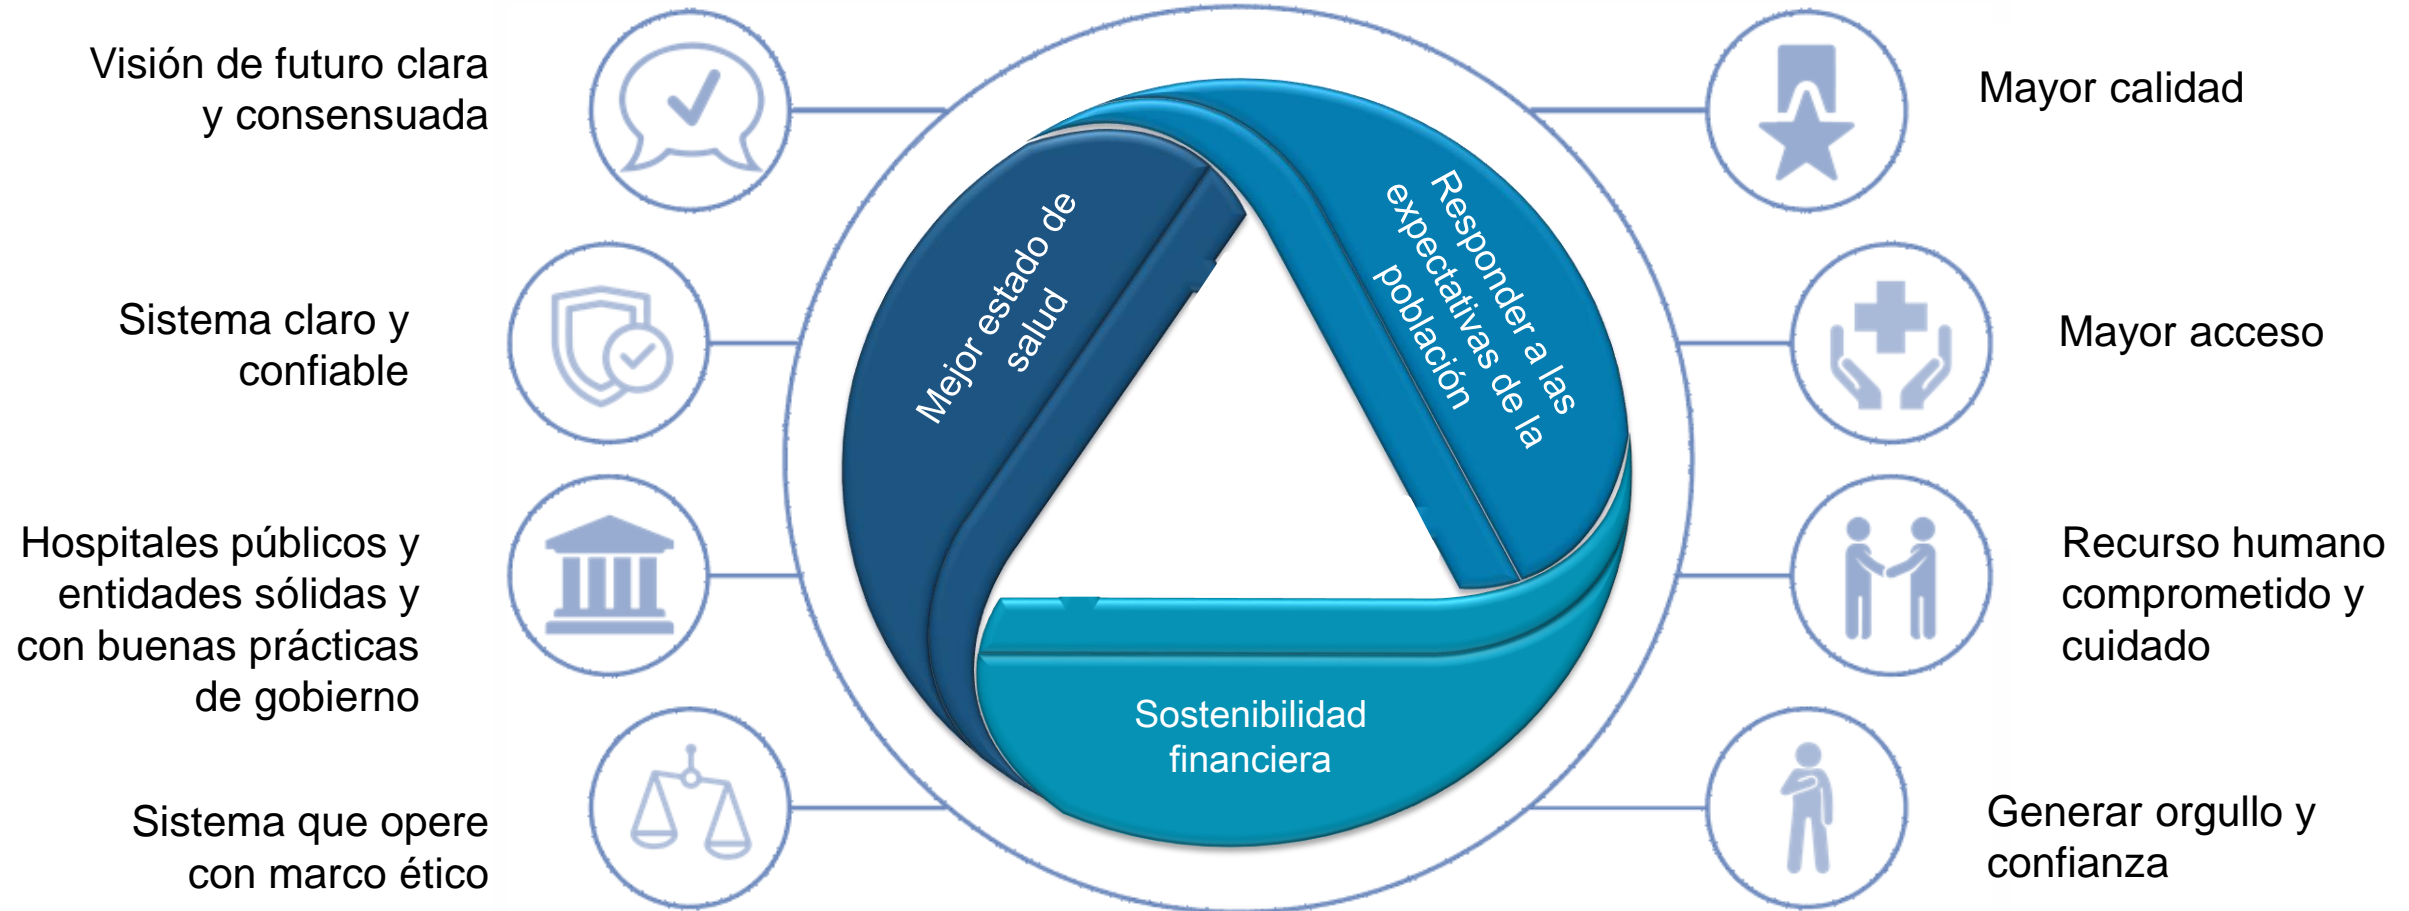 Visión de futuro clara
y consensuada
Sistema claro y
confiable
Hospitales públicos y
entidades sólidas y
con buenas prácticas
de gobierno
Sistema que opere
con marco ético
Mejor estado de
salud
Responder a las
expectativas de la
población
Sostenibilidad
financiera
Mayor calidad
Mayor acceso
Recurso humano
comprometido y
cuidado
Generar orgullo y
confianza